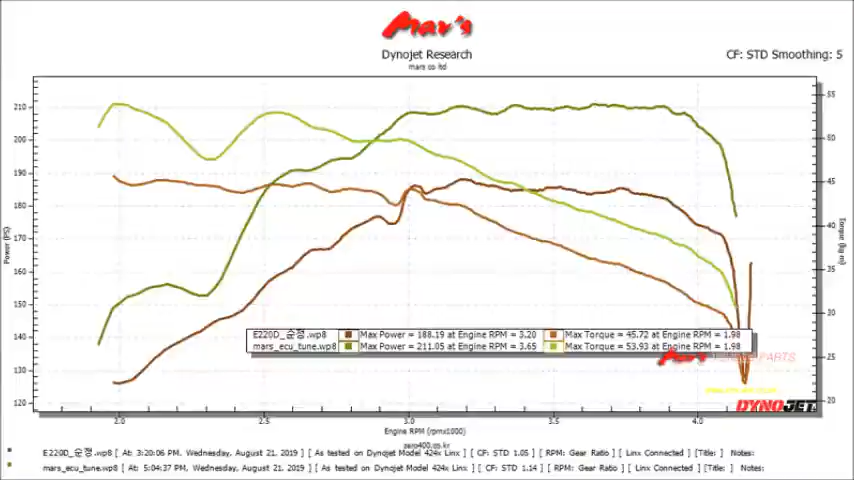 Mar's
Dynojet Research
mars co ltd
CF: STD Smoothing: 5
210
200
190
180
170
160
150
140
130
120
Power (PS)
55
50
45
40
35
30
25
20
Torque (kg m)
E220D_순정.wp8 Max Power = 188.19 at Engine RPM = 3.20 Max Torque = 45.72 at Engine RPM = 1.98
mars_ecu_tune.wp8 Max Power = 211.05 at Engine RPM = 3.65 Max Torque = 53.93 at Engine RPM = 1.98
Mar's TUNING PARTS
DYNOJET
2.0 2.5 3.0 3.5 4.0
Engine RPM (rpmx1000)
zero400.co.kr
E220D_순정.wp8 [ At: 3:20:06 PM, Wednesday, August 21, 2019 ] [ As tested on Dynojet Model 424x Linx ] [ CF: STD 1.05 ] [ RPM: Gear Ratio ] [ Linx Connected ] [Title: ] Notes:
mars_ecu_tune.wp8 [ At: 5:04:37 PM, Wednesday, August 21, 2019 ] [ As tested on Dynojet Model 424x Linx ] [ CF: STD 1.14 ] [ RPM: Gear Ratio ] [ Linx Connected ] [Title: ] Notes: